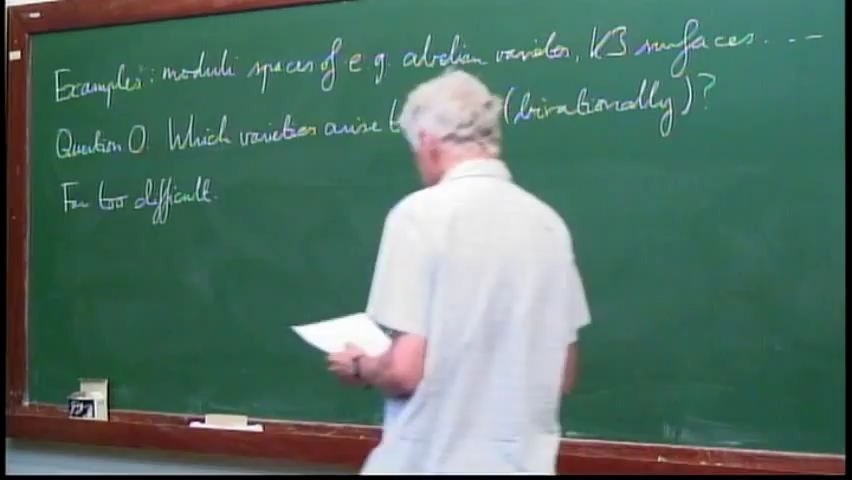 Examples: moduli spaces of e.g. abelian varieties, K3 surfaces.....
Question 0. Which varieties arise (birationally)?
Far too difficult.